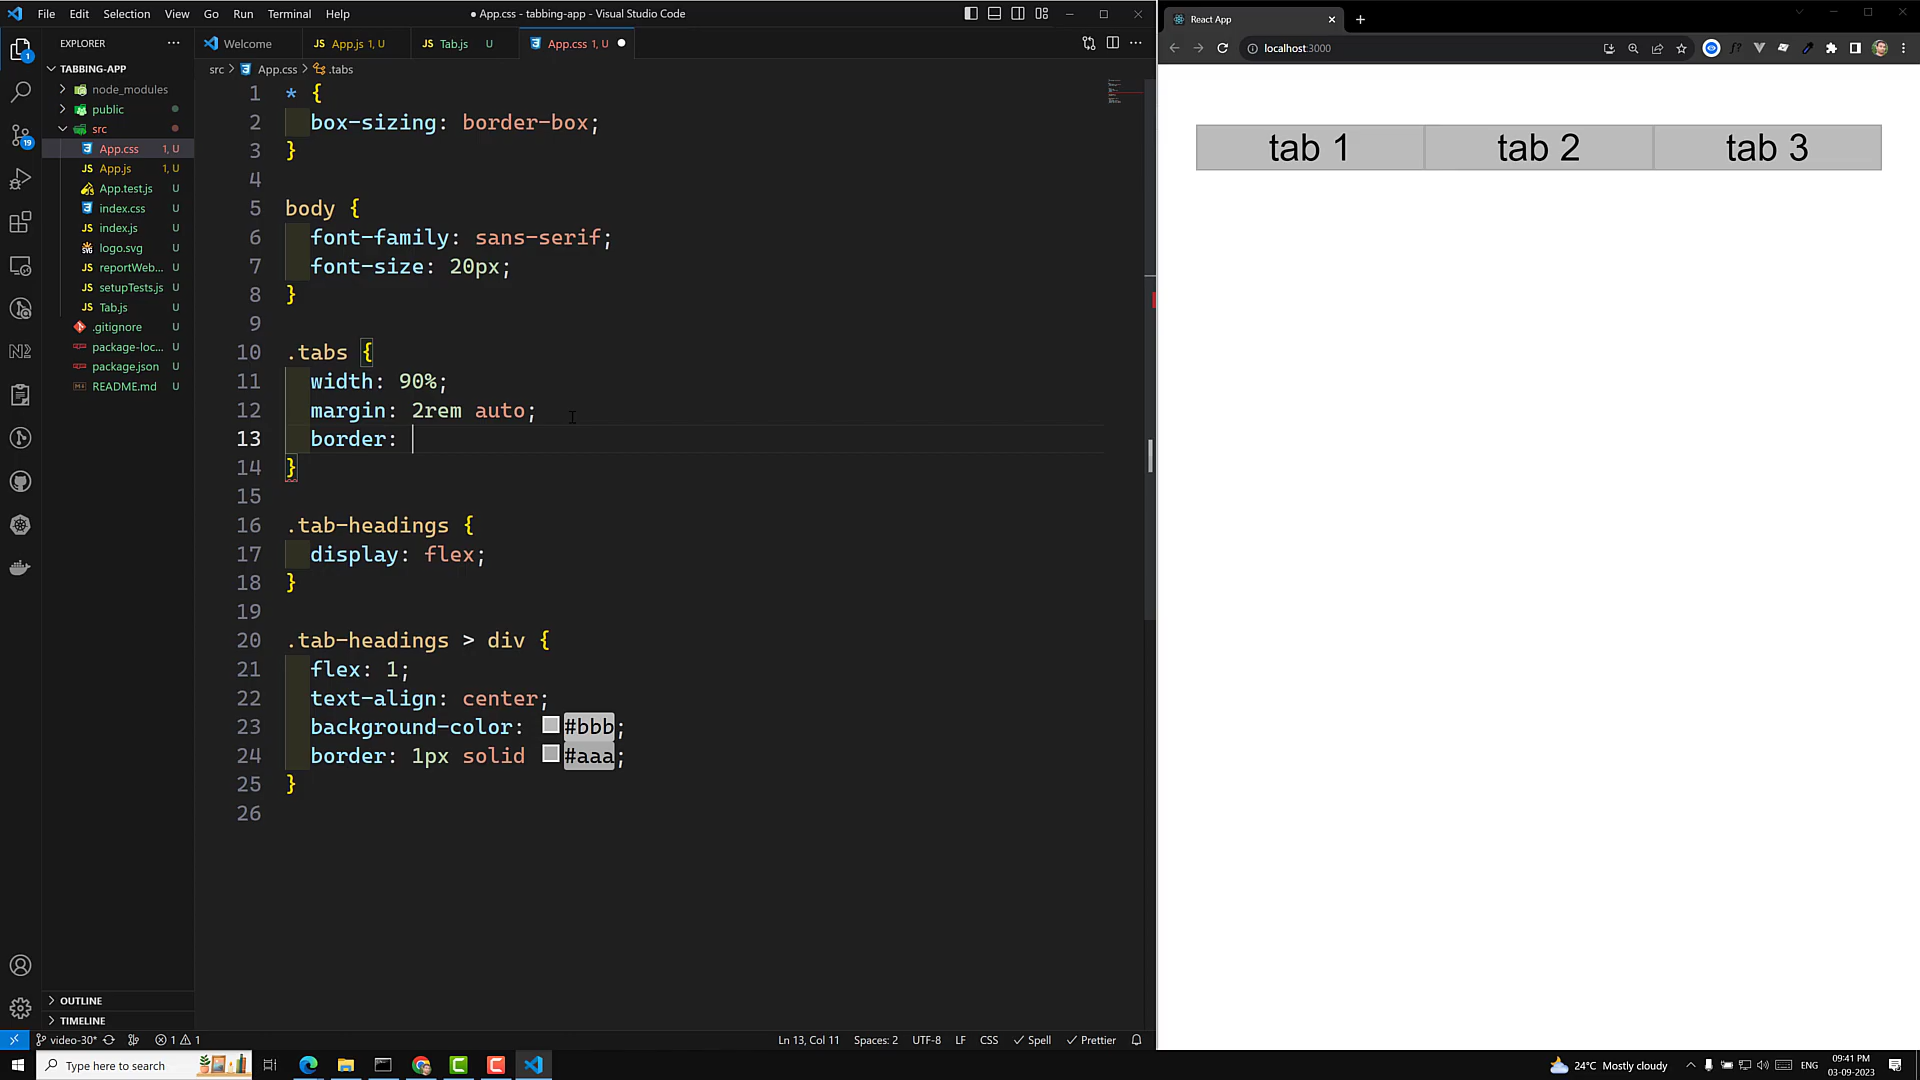 File Edit Selection View Go Run Terminal Help
● App.css - tabbing-app - Visual Studio Code
EXPLORER
TABBING-APP
node_modules
public
src
App.css 1, U
App.js 1, U
App.test.js U
index.css U
index.js U
logo.svg U
reportWeb... U
setupTests.js U
Tab.js U
.gitignore U
package-loc... U
package.json U
README.md U
OUTLINE
TIMELINE
Welcome
JS App.js 1, U
JS Tab.js U
App.css 1, U ●
src > App.css > .tabs
1 * {
2 box-sizing: border-box;
3 }
4
5 body {
6 font-family: sans-serif;
7 font-size: 20px;
8 }
9
10 .tabs {
11 width: 90%;
12 margin: 2rem auto;
13 border:
14 }
15
16 .tab-headings {
17 display: flex;
18 }
19
20 .tab-headings > div {
21 flex: 1;
22 text-align: center;
23 background-color: #bbb;
24 border: 1px solid #aaa;
25 }
26
video-30* 1 1
Ln 13, Col 11 Spaces: 2 UTF-8 LF CSS Spell Prettier
React App
localhost:3000
tab 1 tab 2 tab 3
Type here to search
24°C Mostly cloudy
ENG
09:41 PM
03-09-2023